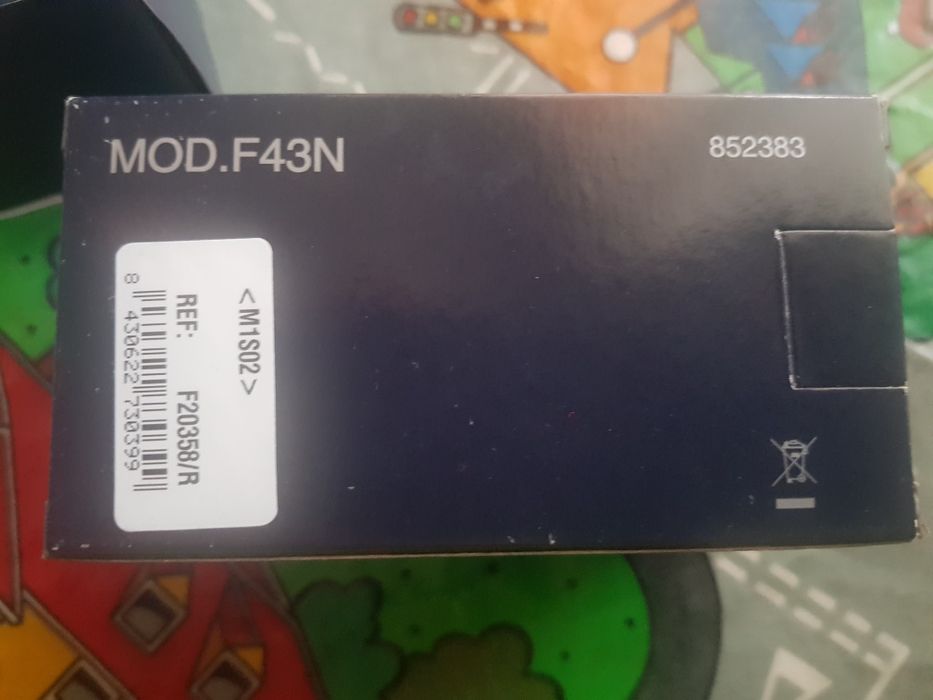 MOD.F43N
852383
<M1S02>
REF: F20358/R
8 430622 730399